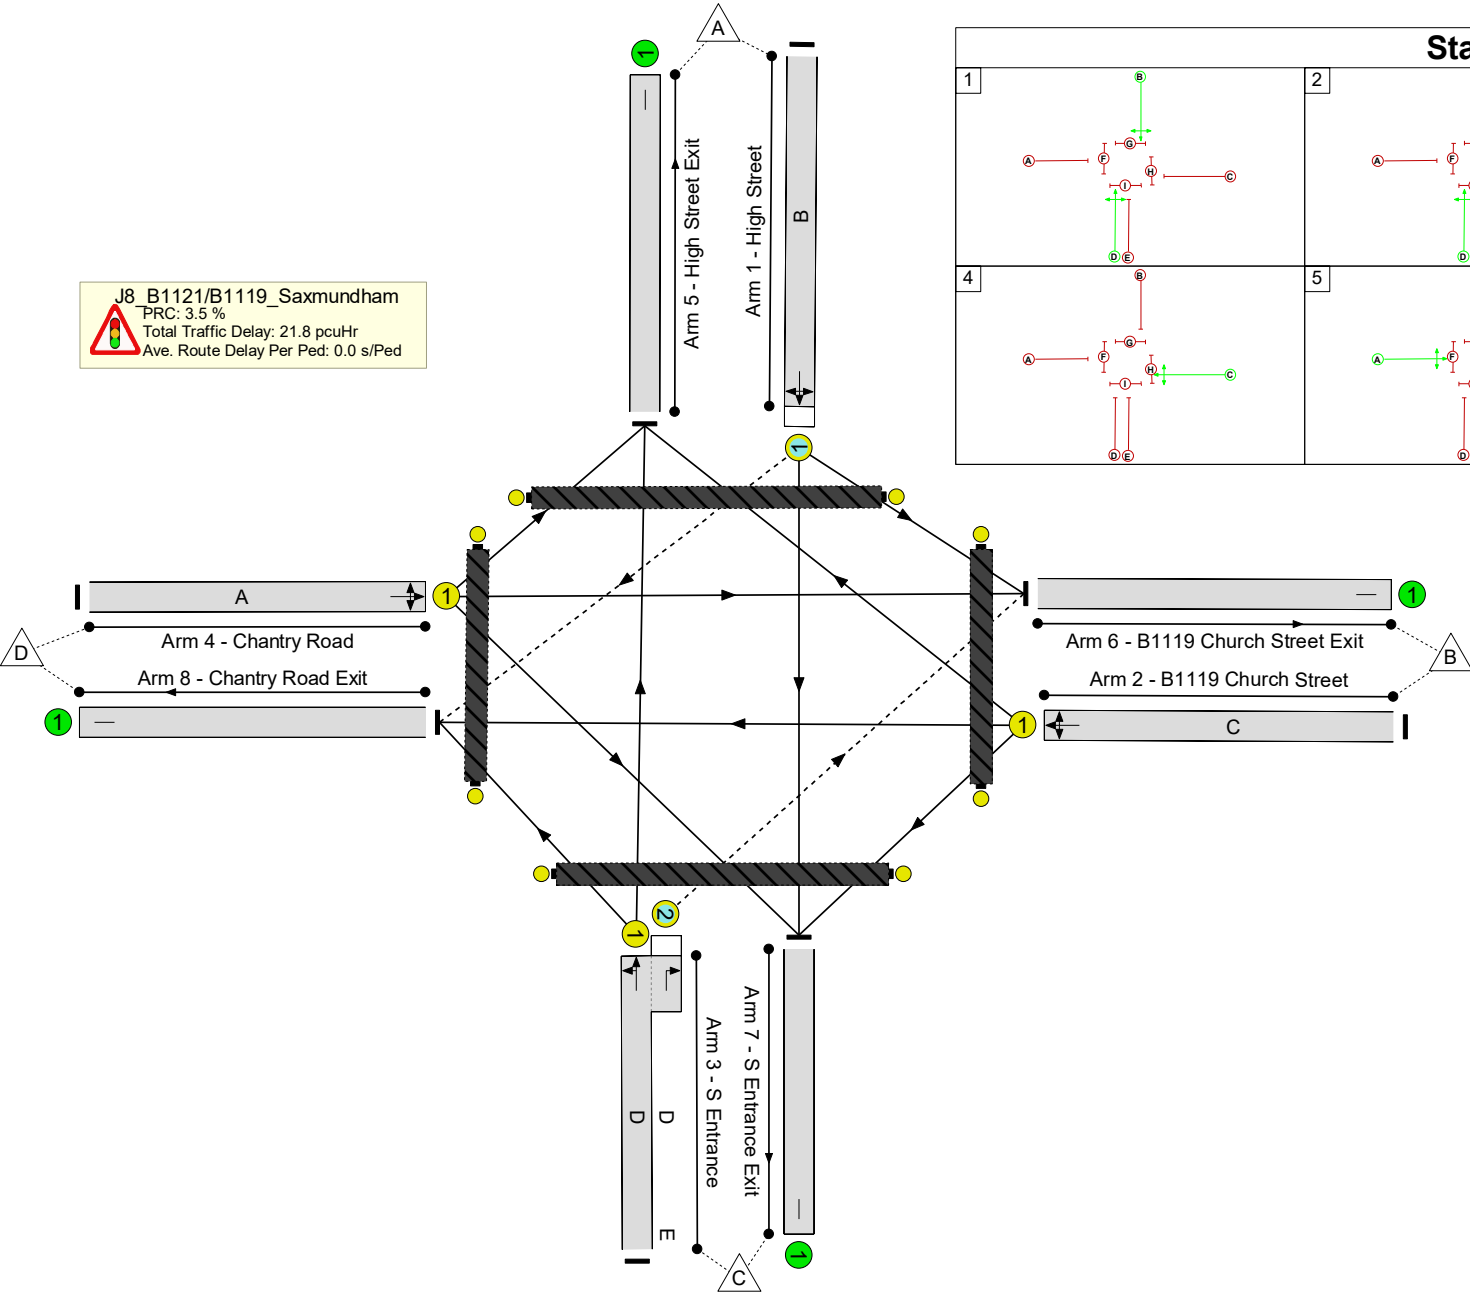 A
1
Sta
1
2
B
A
F
G
H
C
I
D
E
A
F
D
4
5
B
A
F
G
H
C
I
D
E
A
F
D
J8_B1121/B1119_Saxmundham
PRC: 3.5 %
Total Traffic Delay: 21.8 pcuHr
Ave. Route Delay Per Ped: 0.0 s/Ped
Arm 5 - High Street Exit
Arm 1 - High Street
B
1
A
1
Arm 4 - Chantry Road
D
Arm 8 - Chantry Road Exit
1
1
Arm 6 - B1119 Church Street Exit
B
Arm 2 - B1119 Church Street
1
C
2
1
D
D
E
Arm 3 - S Entrance
Arm 7 - S Entrance Exit
1
C